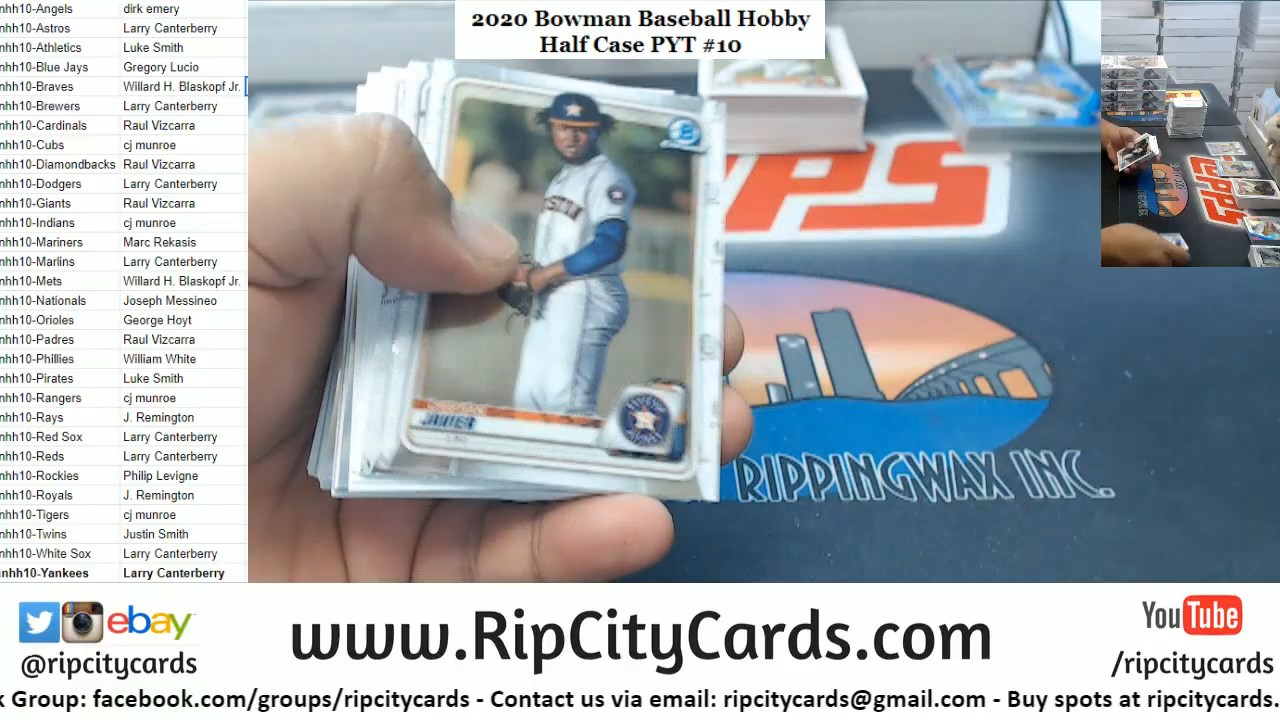 2020 Bowman Baseball Hobby
Half Case PYT #10
nhh10-Angels dirk emery
nhh10-Astros Larry Canterberry
nhh10-Athletics Luke Smith
nhh10-Blue Jays Gregory Lucio
nhh10-Braves Willard H. Blaskopf Jr.
nhh10-Brewers Larry Canterberry
nhh10-Cardinals Raul Vizcarra
nhh10-Cubs cj munroe
nhh10-Diamondbacks Raul Vizcarra
nhh10-Dodgers Larry Canterberry
nhh10-Giants Raul Vizcarra
nhh10-Indians cj munroe
nhh10-Mariners Marc Rekasis
nhh10-Marlins Larry Canterberry
nhh10-Mets Willard H. Blaskopf Jr.
nhh10-Nationals Joseph Messineo
nhh10-Orioles George Hoyt
nhh10-Padres Raul Vizcarra
nhh10-Phillies William White
nhh10-Pirates Luke Smith
nhh10-Rangers cj munroe
nhh10-Rays J. Remington
nhh10-Red Sox Larry Canterberry
nhh10-Reds Larry Canterberry
nhh10-Rockies Philip Levigne
nhh10-Royals J. Remington
nhh10-Tigers cj munroe
nhh10-Twins Justin Smith
nhh10-White Sox Larry Canterberry
nhh10-Yankees Larry Canterberry
JAVIER
RIPPINGWAX INC.
ebay
@ripcitycards
www.RipCityCards.com
YouTube
/ripcitycards
k Group: facebook.com/groups/ripcitycards - Contact us via email: ripcitycards@gmail.com - Buy spots at ripcitycards.